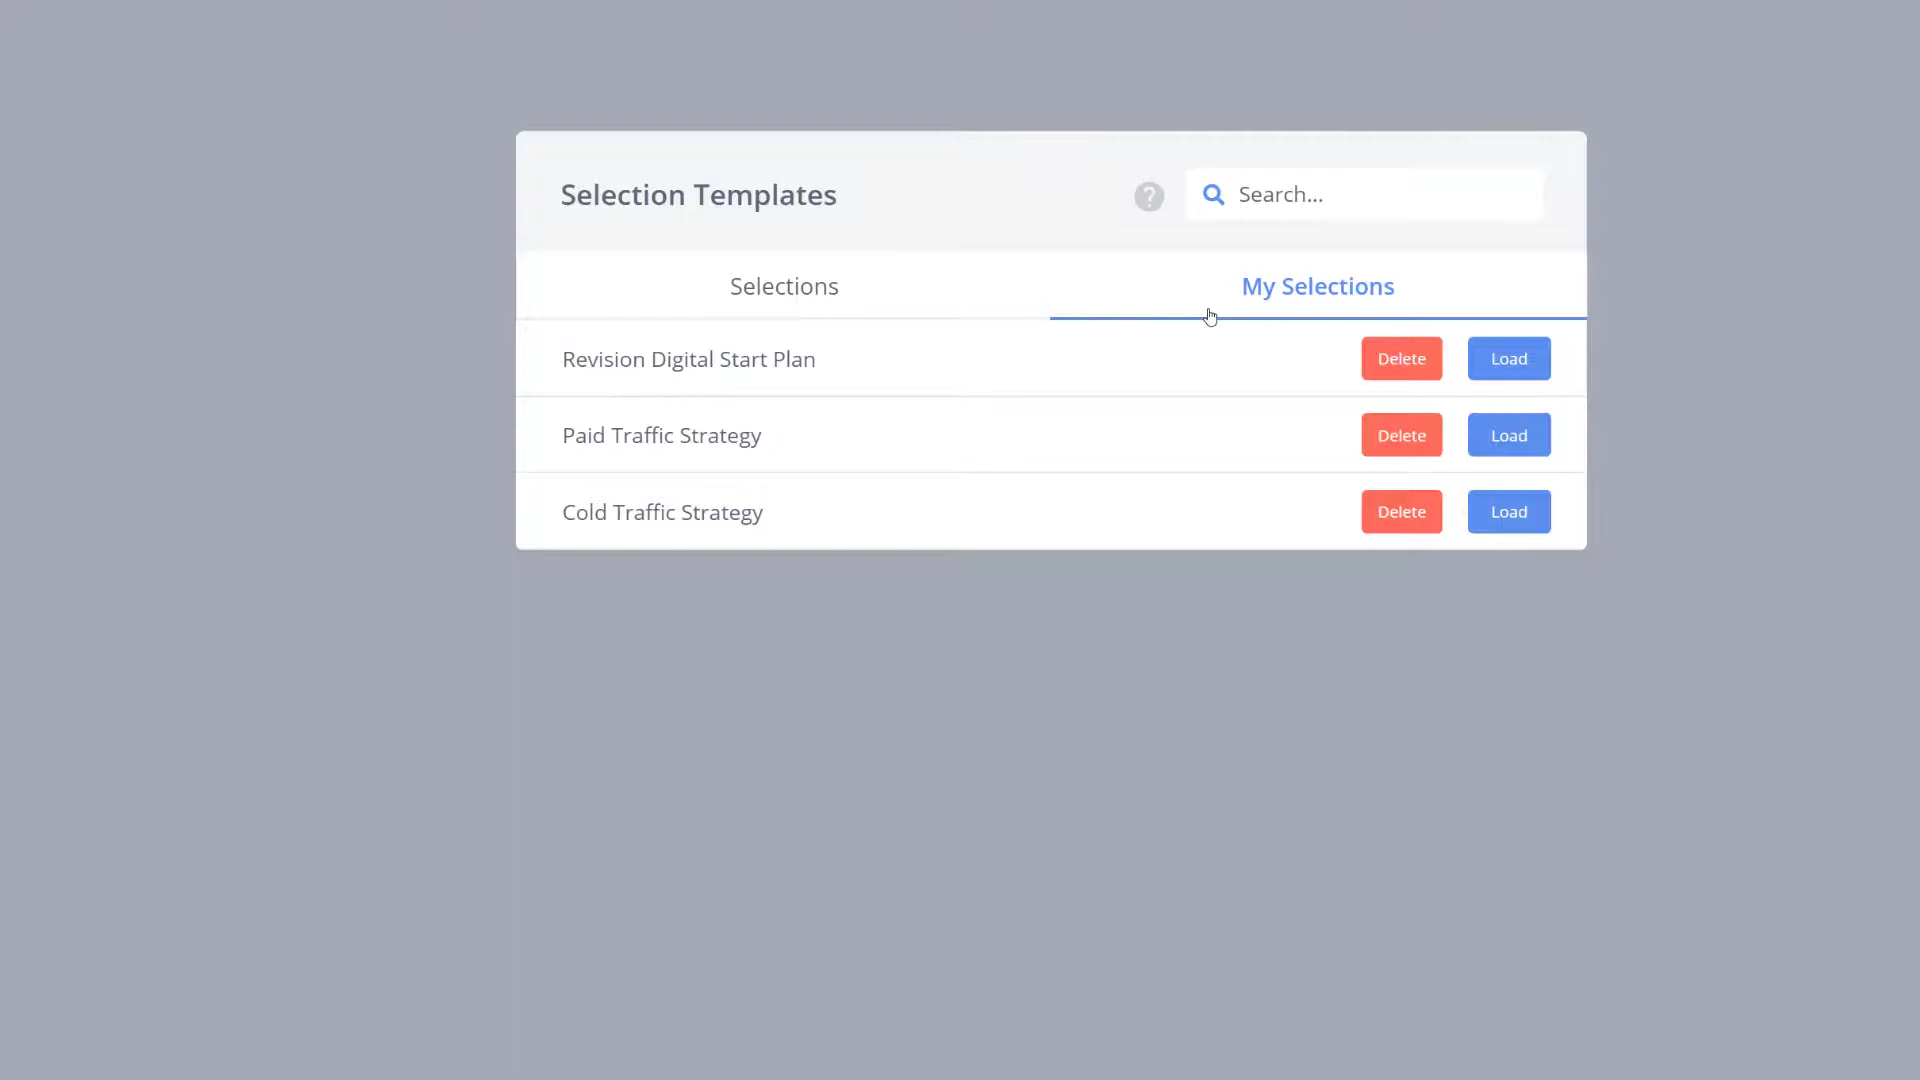 Selection Templates
?
Search...
Selections
My Selections
Revision Digital Start Plan
Delete
Load
Paid Traffic Strategy
Delete
Load
Cold Traffic Strategy
Delete
Load